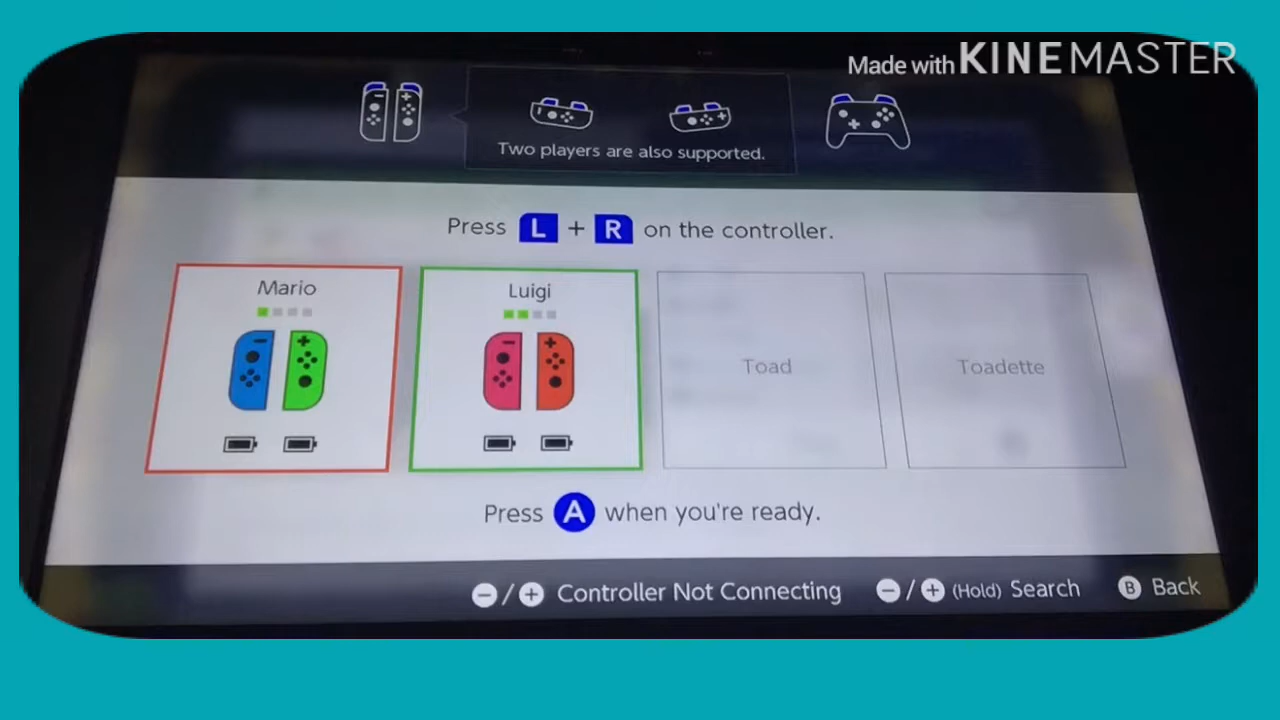 Made with KINEMASTER
Two players are also supported.
Press L + R on the controller.
Mario
Luigi
Toad
Toadette
Press A when you're ready.
−/+ Controller Not Connecting −/+ (Hold) Search B Back